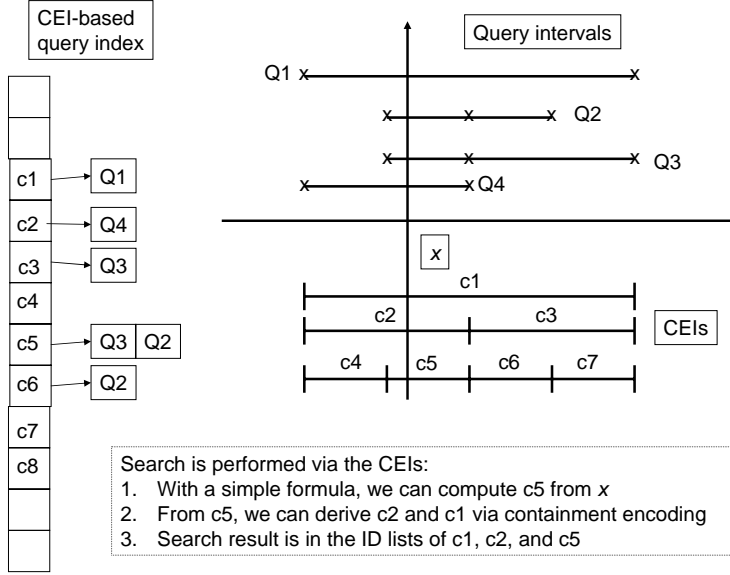 CEI-based
query index
Query intervals
Q1 x x
x x x Q2
x x x Q3
x x Q4
c1 Q1
c2 Q4
c3 Q3
c4
c5 Q3 Q2
c6 Q2
c7
c8
x
c1
c2 c3
CEIs
c4 c5 c6 c7
Search is performed via the CEIs:
1. With a simple formula, we can compute c5 from x
2. From c5, we can derive c2 and c1 via containment encoding
3. Search result is in the ID lists of c1, c2, and c5